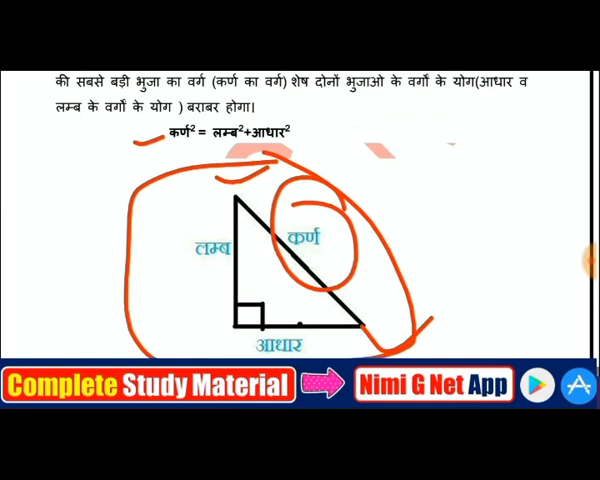 की सबसे बड़ी भुजा का वर्ग (कर्ण का वर्ग) शेष दोनों भुजाओ के वर्गों के योग(आधार व
लम्ब के वर्गों के योग ) बराबर होगा।
कर्ण² = लम्ब²+आधार²
कर्ण
लम्ब
आधार
Complete Study Material
Nimi G Net App